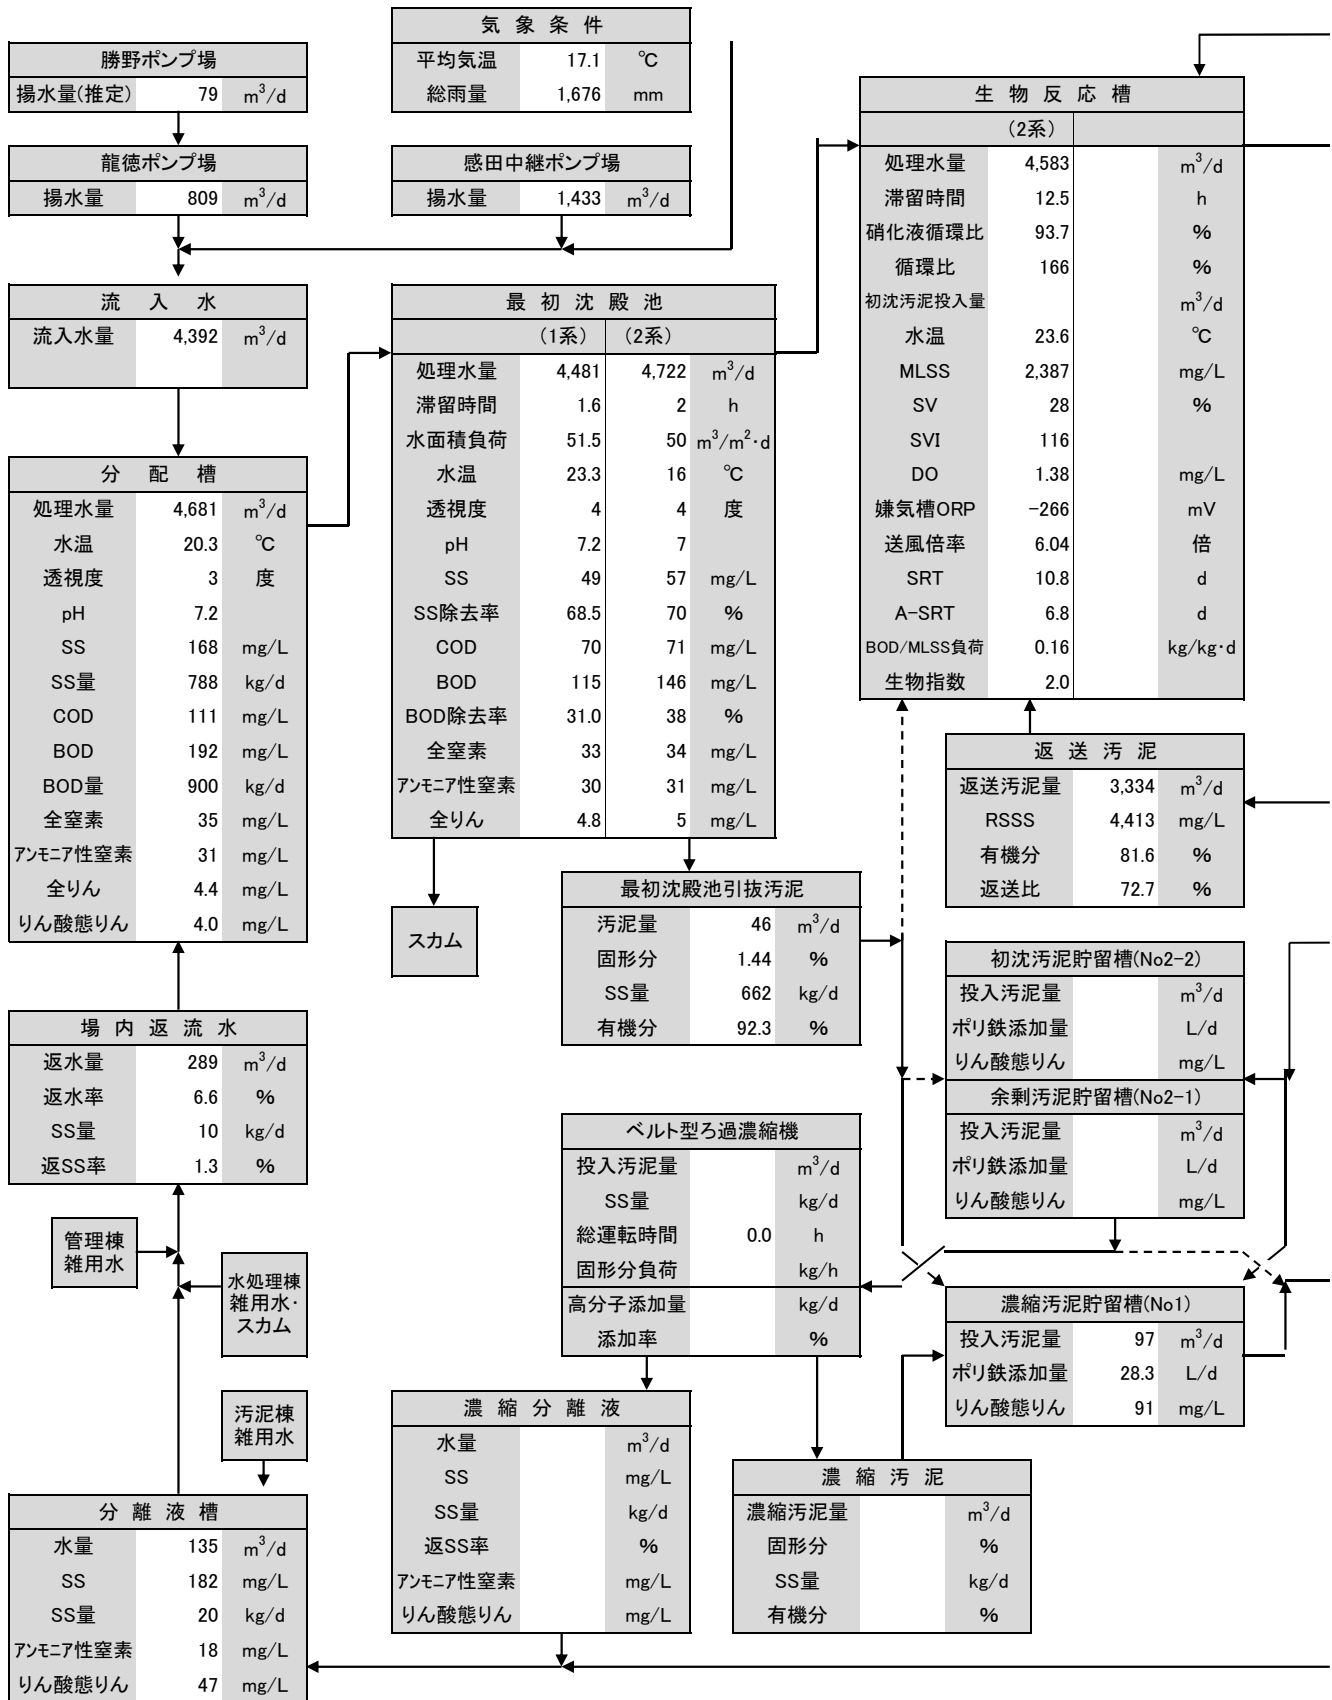 気 象 条 件
平均気温 17.1 ℃
総雨量 1,676 mm
勝野ポンプ場
揚水量(推定) 79 m³/d
龍徳ポンプ場
揚水量 809 m³/d
感田中継ポンプ場
揚水量 1,433 m³/d
流 入 水
流入水量 4,392 m³/d
分 配 槽
処理水量 4,681 m³/d
水温 20.3 ℃
透視度 3 度
pH 7.2
SS 168 mg/L
SS量 788 kg/d
COD 111 mg/L
BOD 192 mg/L
BOD量 900 kg/d
全窒素 35 mg/L
アンモニア性窒素 31 mg/L
全りん 4.4 mg/L
りん酸態りん 4.0 mg/L
場 内 返 流 水
返水量 289 m³/d
返水率 6.6 %
SS量 10 kg/d
返SS率 1.3 %
管理棟
雑用水
水処理棟
雑用水・
スカム
汚泥棟
雑用水
分 離 液 槽
水量 135 m³/d
SS 182 mg/L
SS量 20 kg/d
アンモニア性窒素 18 mg/L
りん酸態りん 47 mg/L
最 初 沈 殿 池
(1系) (2系)
処理水量 4,481 4,722 m³/d
滞留時間 1.6 2 h
水面積負荷 51.5 50 m³/m²・d
水温 23.3 16 ℃
透視度 4 4 度
pH 7.2 7
SS 49 57 mg/L
SS除去率 68.5 70 %
COD 70 71 mg/L
BOD 115 146 mg/L
BOD除去率 31.0 38 %
全窒素 33 34 mg/L
アンモニア性窒素 30 31 mg/L
全りん 4.8 5 mg/L
スカム
最初沈殿池引抜汚泥
汚泥量 46 m³/d
固形分 1.44 %
SS量 662 kg/d
有機分 92.3 %
ベルト型ろ過濃縮機
投入汚泥量 m³/d
SS量 kg/d
総運転時間 0.0 h
固形分負荷 kg/h
高分子添加量 kg/d
添加率 %
濃 縮 分 離 液
水量 m³/d
SS mg/L
SS量 kg/d
返SS率 %
アンモニア性窒素 mg/L
りん酸態りん mg/L
濃 縮 汚 泥
濃縮汚泥量 m³/d
固形分 %
SS量 kg/d
有機分 %
生 物 反 応 槽
(2系)
処理水量 4,583 m³/d
滞留時間 12.5 h
硝化液循環比 93.7 %
循環比 166 %
初沈汚泥投入量 m³/d
水温 23.6 ℃
MLSS 2,387 mg/L
SV 28 %
SVI 116
DO 1.38 mg/L
嫌気槽ORP -266 mV
送風倍率 6.04 倍
SRT 10.8 d
A-SRT 6.8 d
BOD/MLSS負荷 0.16 kg/kg・d
生物指数 2.0
返 送 汚 泥
返送汚泥量 3,334 m³/d
RSSS 4,413 mg/L
有機分 81.6 %
返送比 72.7 %
初沈汚泥貯留槽(No2-2)
投入汚泥量 m³/d
ポリ鉄添加量 L/d
りん酸態りん mg/L
余剰汚泥貯留槽(No2-1)
投入汚泥量 m³/d
ポリ鉄添加量 L/d
りん酸態りん mg/L
濃縮汚泥貯留槽(No1)
投入汚泥量 97 m³/d
ポリ鉄添加量 28.3 L/d
りん酸態りん 91 mg/L